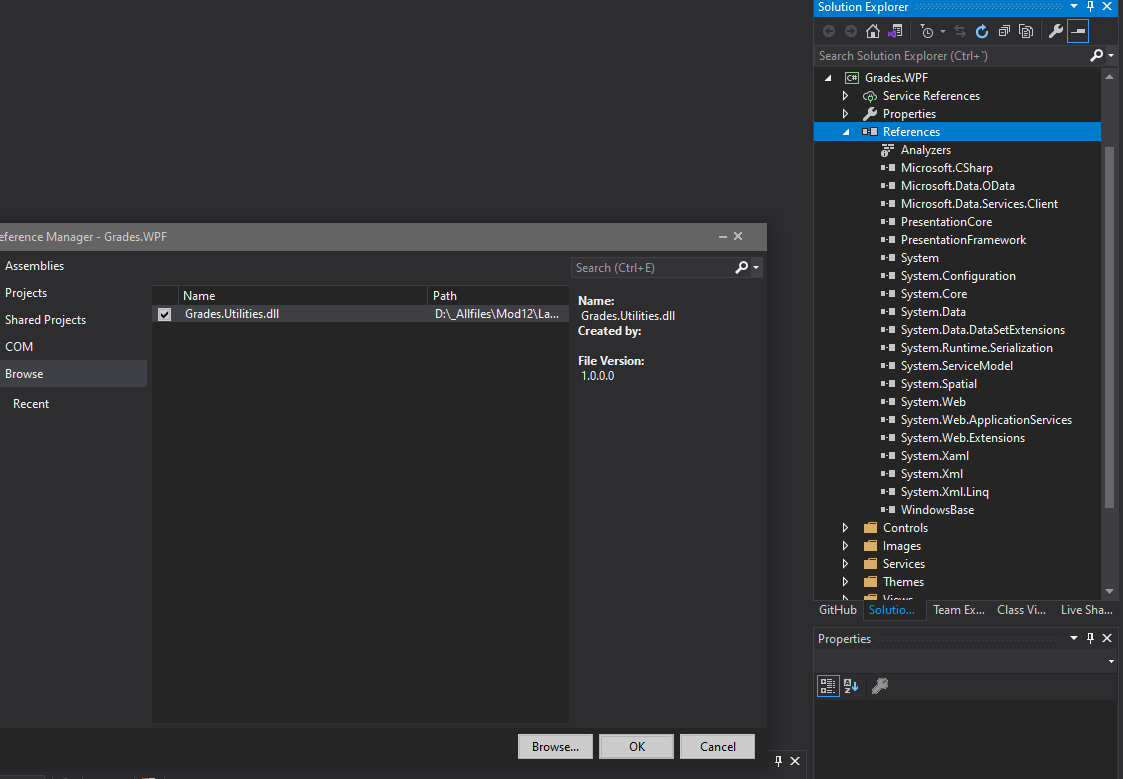 Solution Explorer
Search Solution Explorer (Ctrl+`)
C# Grades.WPF
Service References
Properties
References
Analyzers
Microsoft.CSharp
Microsoft.Data.OData
Microsoft.Data.Services.Client
PresentationCore
PresentationFramework
System
System.Configuration
System.Core
System.Data
System.Data.DataSetExtensions
System.Runtime.Serialization
System.ServiceModel
System.Spatial
System.Web
System.Web.ApplicationServices
System.Web.Extensions
System.Xaml
System.Xml
System.Xml.Linq
WindowsBase
Controls
Images
Services
Themes
Views
GitHub Solutio... Team Ex... Class Vi... Live Sha...
Properties
eference Manager - Grades.WPF
Assemblies
Projects
Shared Projects
COM
Browse
Recent
Search (Ctrl+E)
Name Path
Grades.Utilities.dll D:\_Allfiles\Mod12\La...
Name:
Grades.Utilities.dll
Created by:
File Version:
1.0.0.0
Browse... OK Cancel